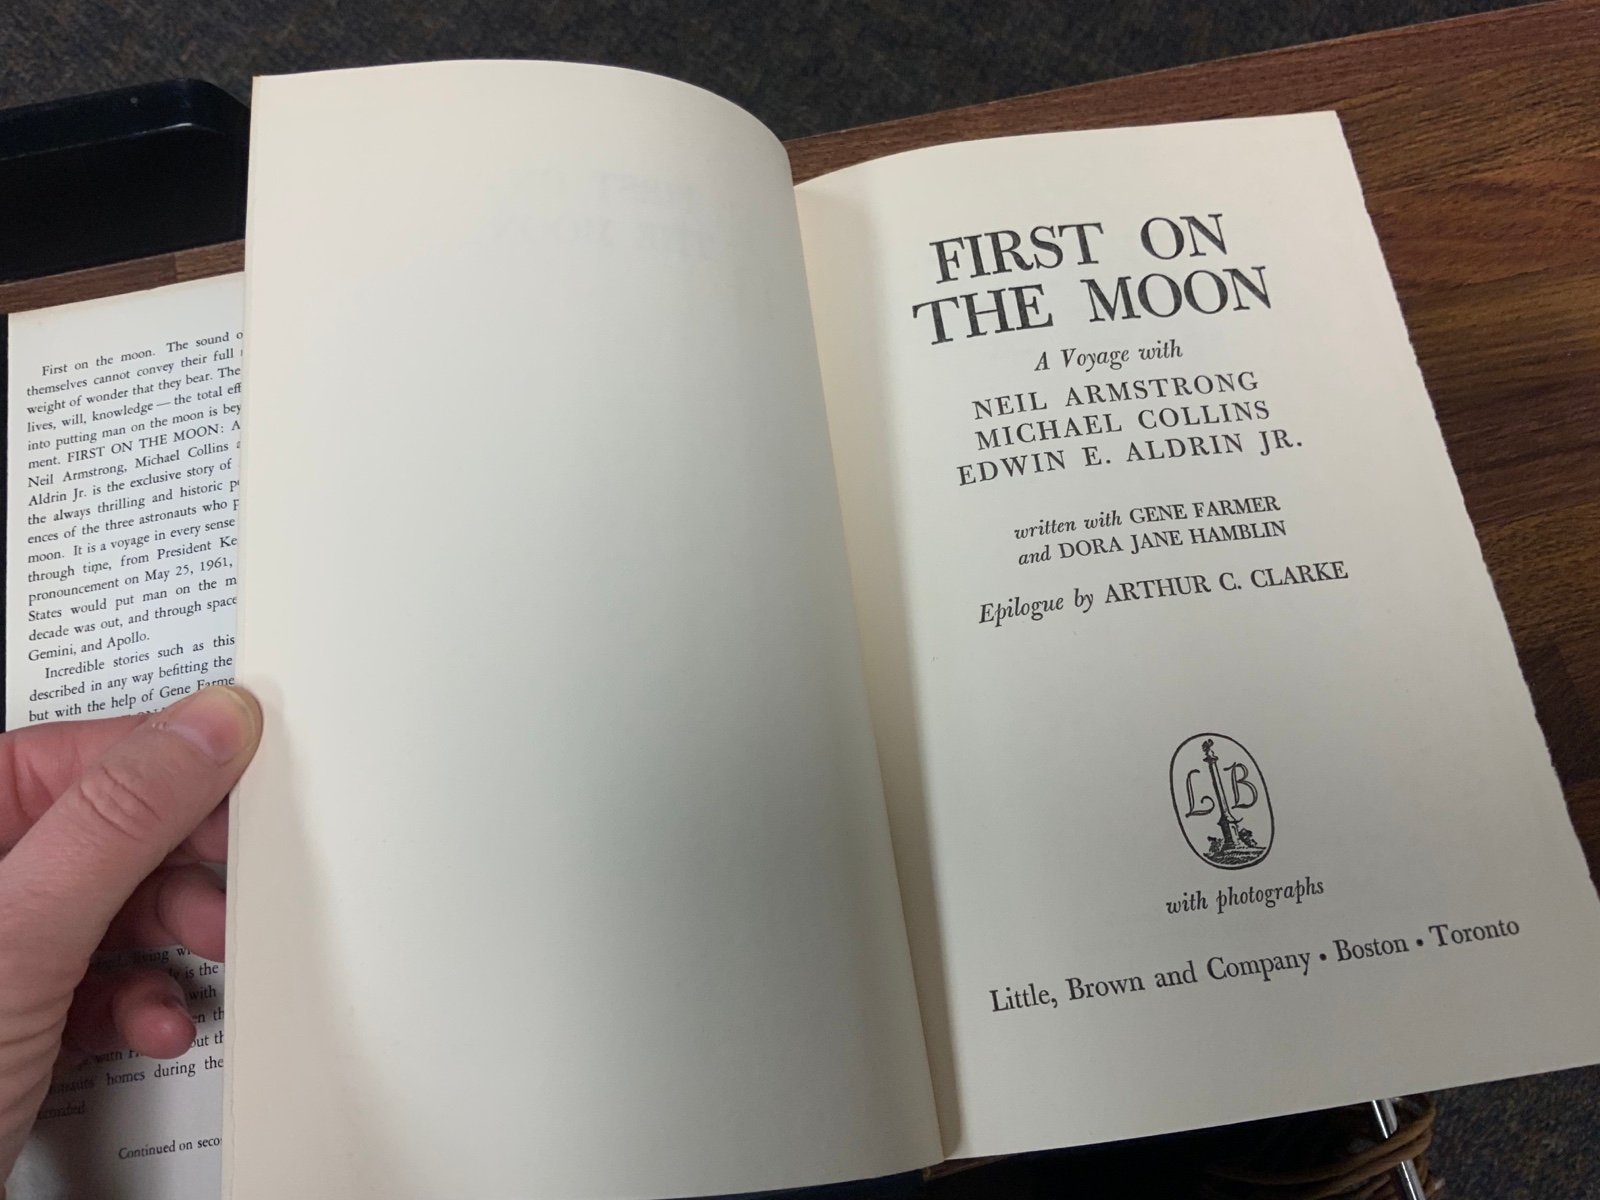 First on the moon. The sound
themselves cannot convey their full
weight of wonder that they bear. The
lives, will, knowledge — the total
into putting man on the moon is
ment. FIRST ON THE MOON: A
Neil Armstrong, Michael Collins
Aldrin Jr. is the exclusive story of
the always thrilling and historic
ences of the three astronauts who
moon. It is a voyage in every sense
through time, from President
pronouncement on May 25, 1961,
States would put man on the
decade was out, and through space
Gemini, and Apollo.
Incredible stories such as this
described in any way befitting the
but with the help of Gene
living
is the
with
homes during the
Continued on
FIRST ON
THE MOON
A Voyage with
NEIL ARMSTRONG
MICHAEL COLLINS
EDWIN E. ALDRIN JR.
written with GENE FARMER
and DORA JANE HAMBLIN
Epilogue by ARTHUR C. CLARKE
L B
with photographs
Little, Brown and Company • Boston • Toronto